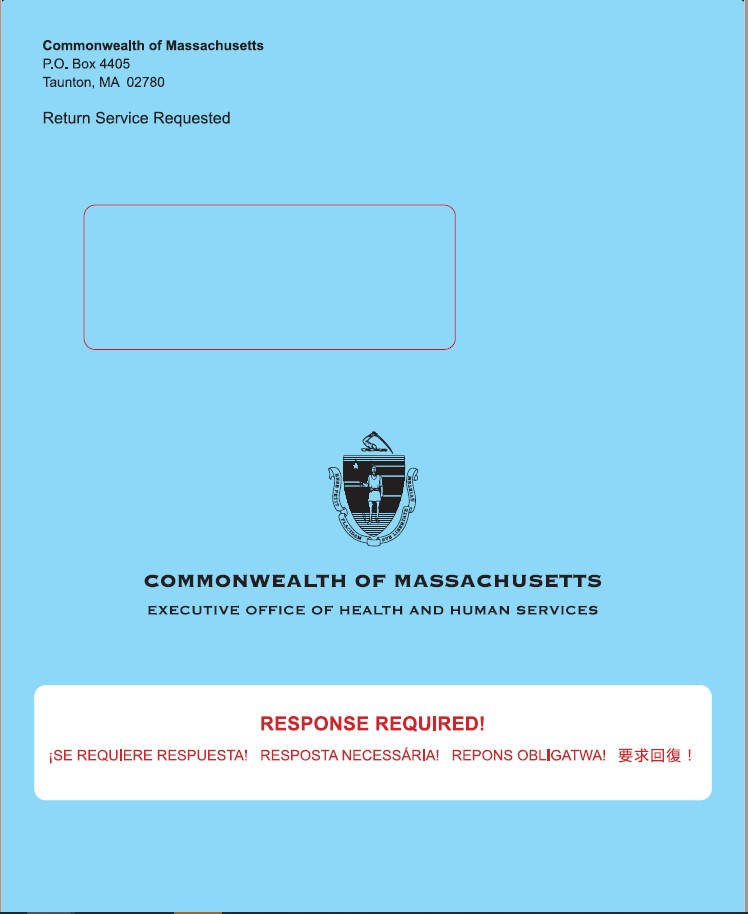 Commonwealth of Massachusetts
P.O. Box 4405
Taunton, MA 02780
Return Service Requested
COMMONWEALTH OF MASSACHUSETTS
EXECUTIVE OFFICE OF HEALTH AND HUMAN SERVICES
RESPONSE REQUIRED!
¡SE REQUIERE RESPUESTA! RESPOSTA NECESSÁRIA! REPONS OBLIGATWA! 要求回復！